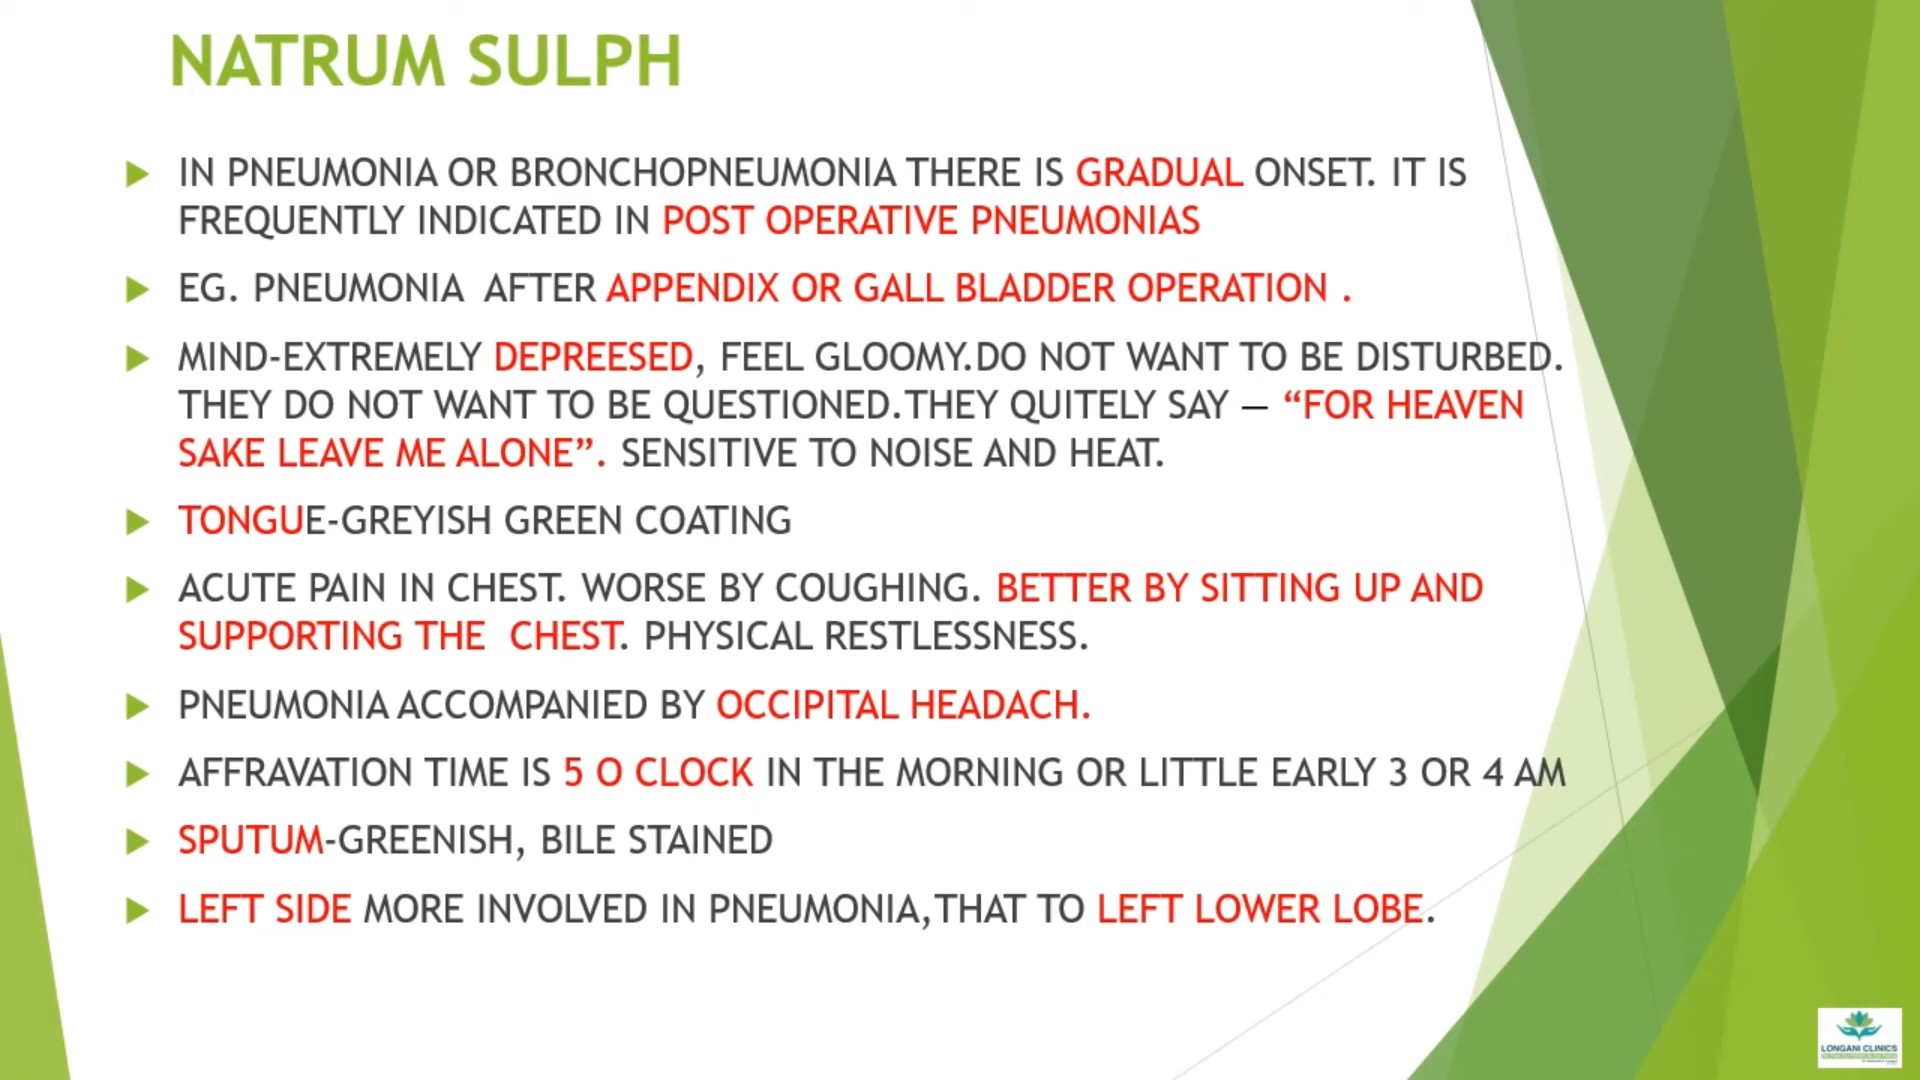 NATRUM SULPH
IN PNEUMONIA OR BRONCHOPNEUMONIA THERE IS GRADUAL ONSET. IT IS
FREQUENTLY INDICATED IN POST OPERATIVE PNEUMONIAS
EG. PNEUMONIA AFTER APPENDIX OR GALL BLADDER OPERATION .
MIND-EXTREMELY DEPREESED, FEEL GLOOMY.DO NOT WANT TO BE DISTURBED.
THEY DO NOT WANT TO BE QUESTIONED.THEY QUITELY SAY — “FOR HEAVEN
SAKE LEAVE ME ALONE”. SENSITIVE TO NOISE AND HEAT.
TONGUE-GREYISH GREEN COATING
ACUTE PAIN IN CHEST. WORSE BY COUGHING. BETTER BY SITTING UP AND
SUPPORTING THE CHEST. PHYSICAL RESTLESSNESS.
PNEUMONIA ACCOMPANIED BY OCCIPITAL HEADACH.
AFFRAVATION TIME IS 5 O CLOCK IN THE MORNING OR LITTLE EARLY 3 OR 4 AM
SPUTUM-GREENISH, BILE STAINED
LEFT SIDE MORE INVOLVED IN PNEUMONIA,THAT TO LEFT LOWER LOBE.
LONGANI CLINICS